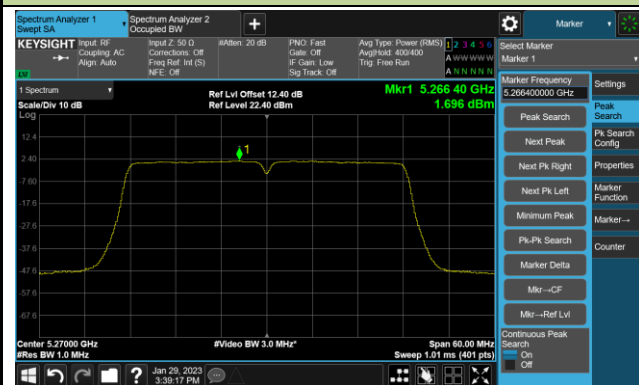 Spectrum Analyzer 1
Swept SA
Spectrum Analyzer 2
Occupied BW
+
Marker
KEYSIGHT
Input: RF
Coupling: AC
Align: Auto
Input Z: 50 Ω
Corrections: Off
Freq Ref: Int (S)
NFE: Off
#Atten: 20 dB
PNO: Fast
Gate: Off
IF Gain: Low
Sig Track: Off
Avg Type: Power (RMS)
Avg|Hold: 400/400
Trig: Free Run
1 2 3 4 5 6
A W W W W W
A N N N N N
Select Marker
Marker 1
1 Spectrum
Scale/Div 10 dB
Log
Ref Lvl Offset 12.40 dB
Ref Level 22.40 dBm
Mkr1 5.266 40 GHz
1.696 dBm
12.4
2.40
-7.60
-17.6
-27.6
-37.6
-47.6
-57.6
-67.6
1
Center 5.27000 GHz
#Res BW 1.0 MHz
#Video BW 3.0 MHz*
Span 60.00 MHz
Sweep 1.01 ms (401 pts)
Marker Frequency
5.266400000 GHz
Peak Search
Next Peak
Next Pk Right
Next Pk Left
Minimum Peak
Pk-Pk Search
Marker Delta
Mkr→CF
Mkr→Ref Lvl
Continuous Peak
Search
On
Off
Settings
Peak
Search
Pk Search
Config
Properties
Marker
Function
Marker→
Counter
?
Jan 29, 2023
3:39:17 PM